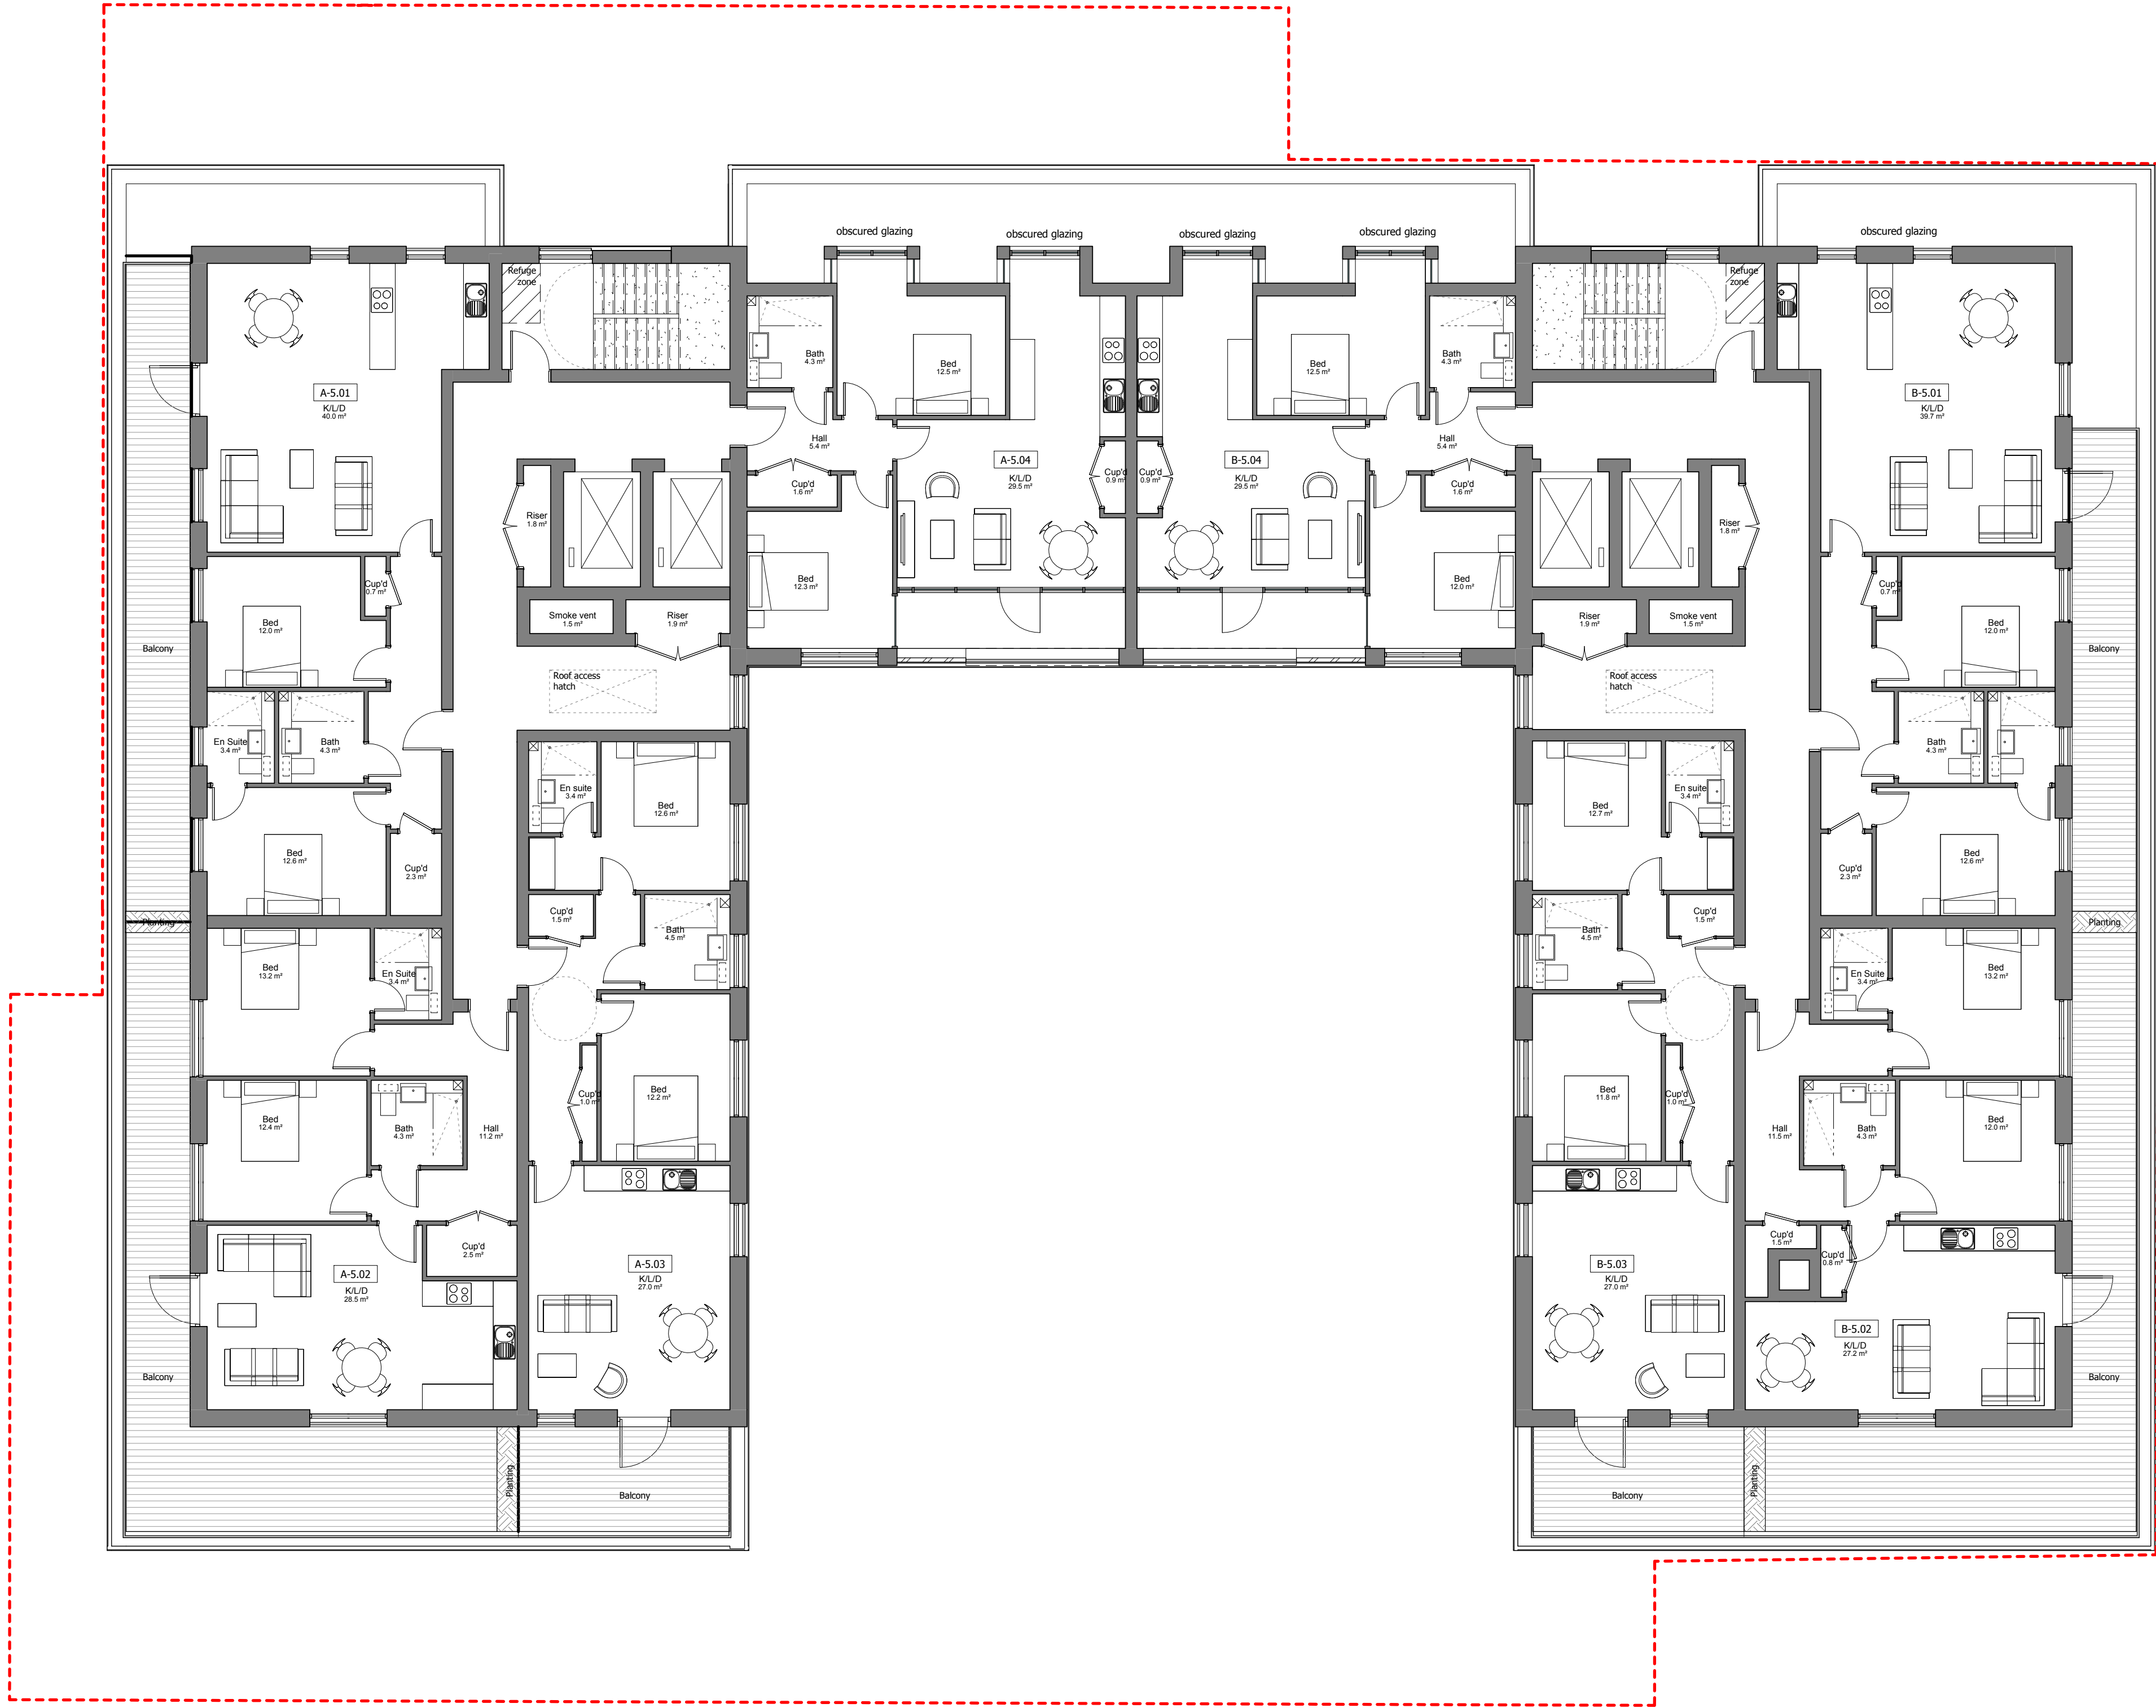 obscured glazing
obscured glazing
obscured glazing
obscured glazing
obscured glazing
Refuge
zone
Refuge
zone
A-5.01
K/L/D
40.0 m²
Bath
4.3 m²
Bed
12.5 m²
Bed
12.5 m²
Bath
4.3 m²
B-5.01
K/L/D
39.7 m²
Hall
5.4 m²
Hall
5.4 m²
A-5.04
K/L/D
29.5 m²
Cup'd
0.9 m²
Cup'd
0.9 m²
B-5.04
K/L/D
29.5 m²
Cup'd
1.6 m²
Cup'd
1.6 m²
Riser
1.8 m²
Riser
1.8 m²
Bed
12.3 m²
Bed
12.0 m²
Cup'd
0.7 m²
Cup'd
0.7 m²
Smoke vent
1.5 m²
Riser
1.9 m²
Riser
1.9 m²
Smoke vent
1.5 m²
Bed
12.0 m²
Bed
12.0 m²
Balcony
Balcony
Roof access
hatch
Roof access
hatch
En Suite
3.4 m²
Bath
4.3 m²
Bath
4.3 m²
En suite
3.4 m²
Bed
12.6 m²
Bed
12.7 m²
En suite
3.4 m²
Bed
12.6 m²
Cup'd
2.3 m²
Cup'd
2.3 m²
Bed
12.6 m²
Cup'd
1.5 m²
Cup'd
1.5 m²
Planting
Planting
Bath
4.5 m²
Bath
4.5 m²
Bed
13.2 m²
En Suite
3.4 m²
En Suite
3.4 m²
Bed
13.2 m²
Cup'd
1.0 m²
Bed
12.2 m²
Bed
11.8 m²
Cup'd
1.0 m²
Bed
12.4 m²
Bath
4.3 m²
Hall
11.2 m²
Hall
11.5 m²
Bath
4.3 m²
Bed
12.0 m²
Cup'd
2.5 m²
Cup'd
1.5 m²
Cup'd
0.8 m²
A-5.02
K/L/D
28.5 m²
A-5.03
K/L/D
27.0 m²
B-5.03
K/L/D
27.0 m²
B-5.02
K/L/D
27.2 m²
Balcony
Balcony
Planting
Balcony
Balcony
Planting